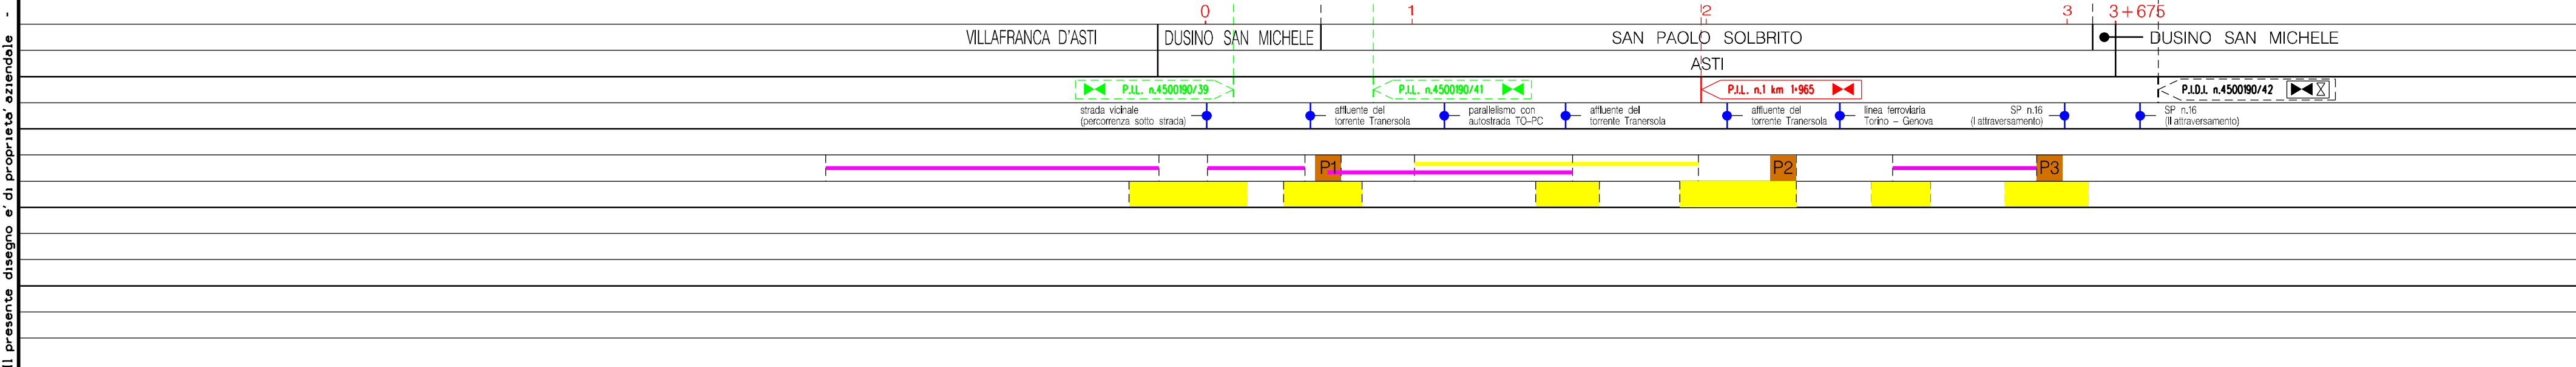 Il presente disegno e' di proprieta' aziendale -
0 1 2 3 3+675
VILLAFRANCA D'ASTI DUSINO SAN MICHELE SAN PAOLO SOLBRITO DUSINO SAN MICHELE
ASTI
P.I.L. n.4500190/39 P.I.L. n.4500190/41 P.I.L. n.1 km 1+965 P.I.D.I. n.4500190/42
strada vicinale
(percorrenza sotto strada)
affluente del
torrente Tranersola
parallelismo con
autostrada TO-PC
affluente del
torrente Tranersola
affluente del
torrente Tranersola
linea ferroviaria
Torino - Genova
SP n.16
(I attraversamento)
SP n.16
(II attraversamento)
P1 P2 P3